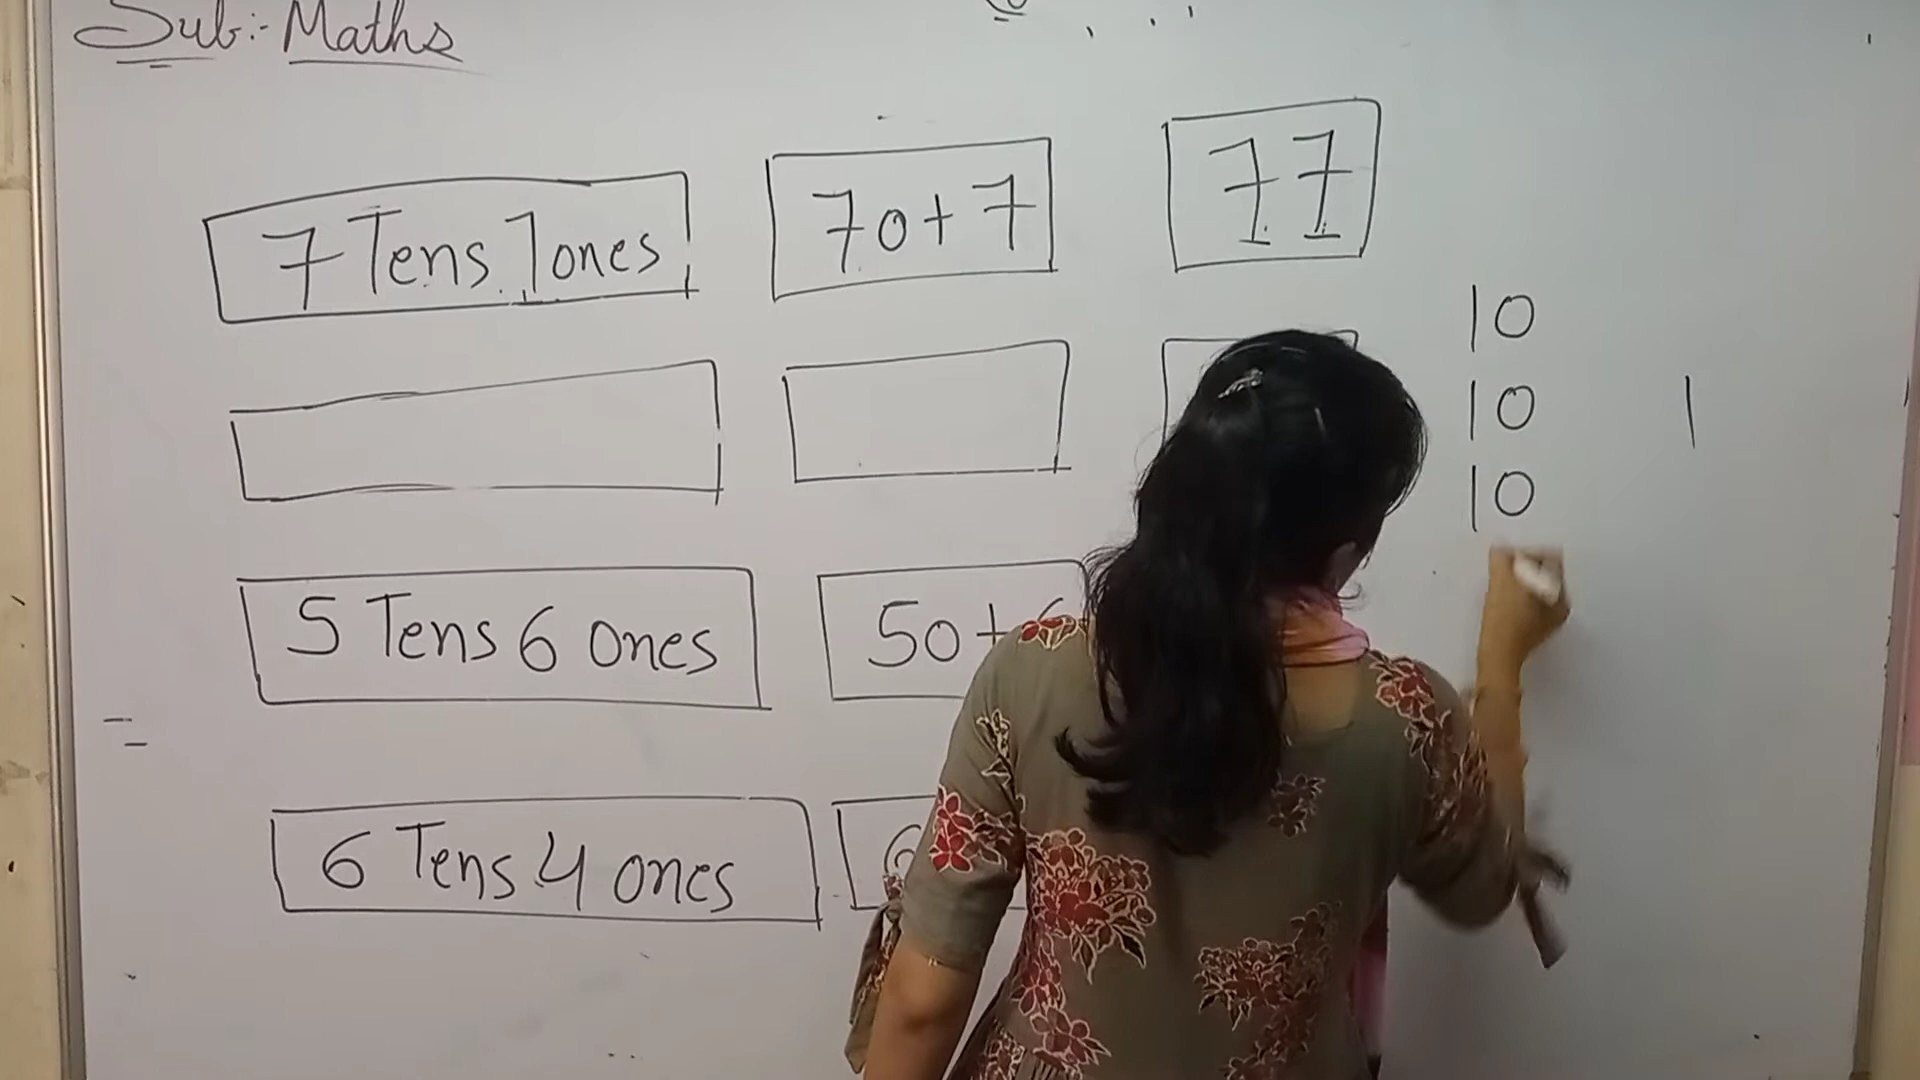 Sub:- Maths
7 Tens 7 ones
70+7
77
10
10
1
10
5 Tens 6 Ones
50+
6 Tens 4 ones